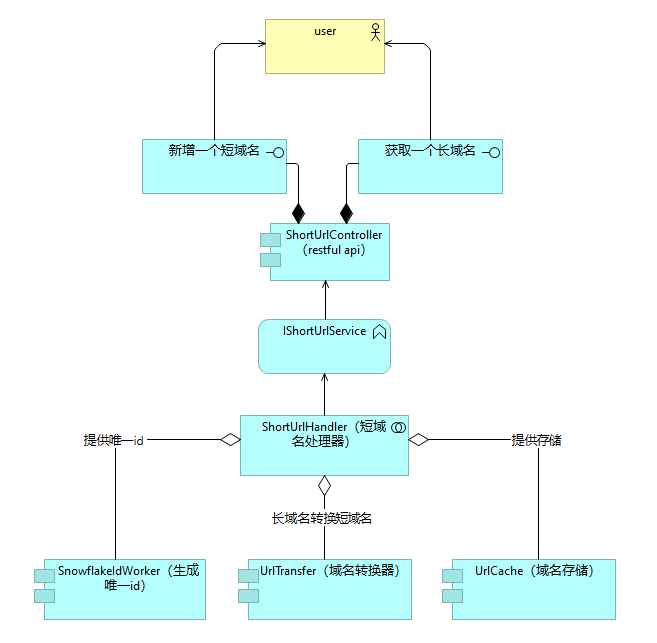 user
新增一个短域名
获取一个长域名
ShortUrlController
（restful api）
IShortUrlService
ShortUrlHandler（短域
名处理器）
提供唯一id
提供存储
长域名转换短域名
SnowflakeIdWorker（生成
唯一id）
UrlTransfer（域名转换器）
UrlCache（域名存储）